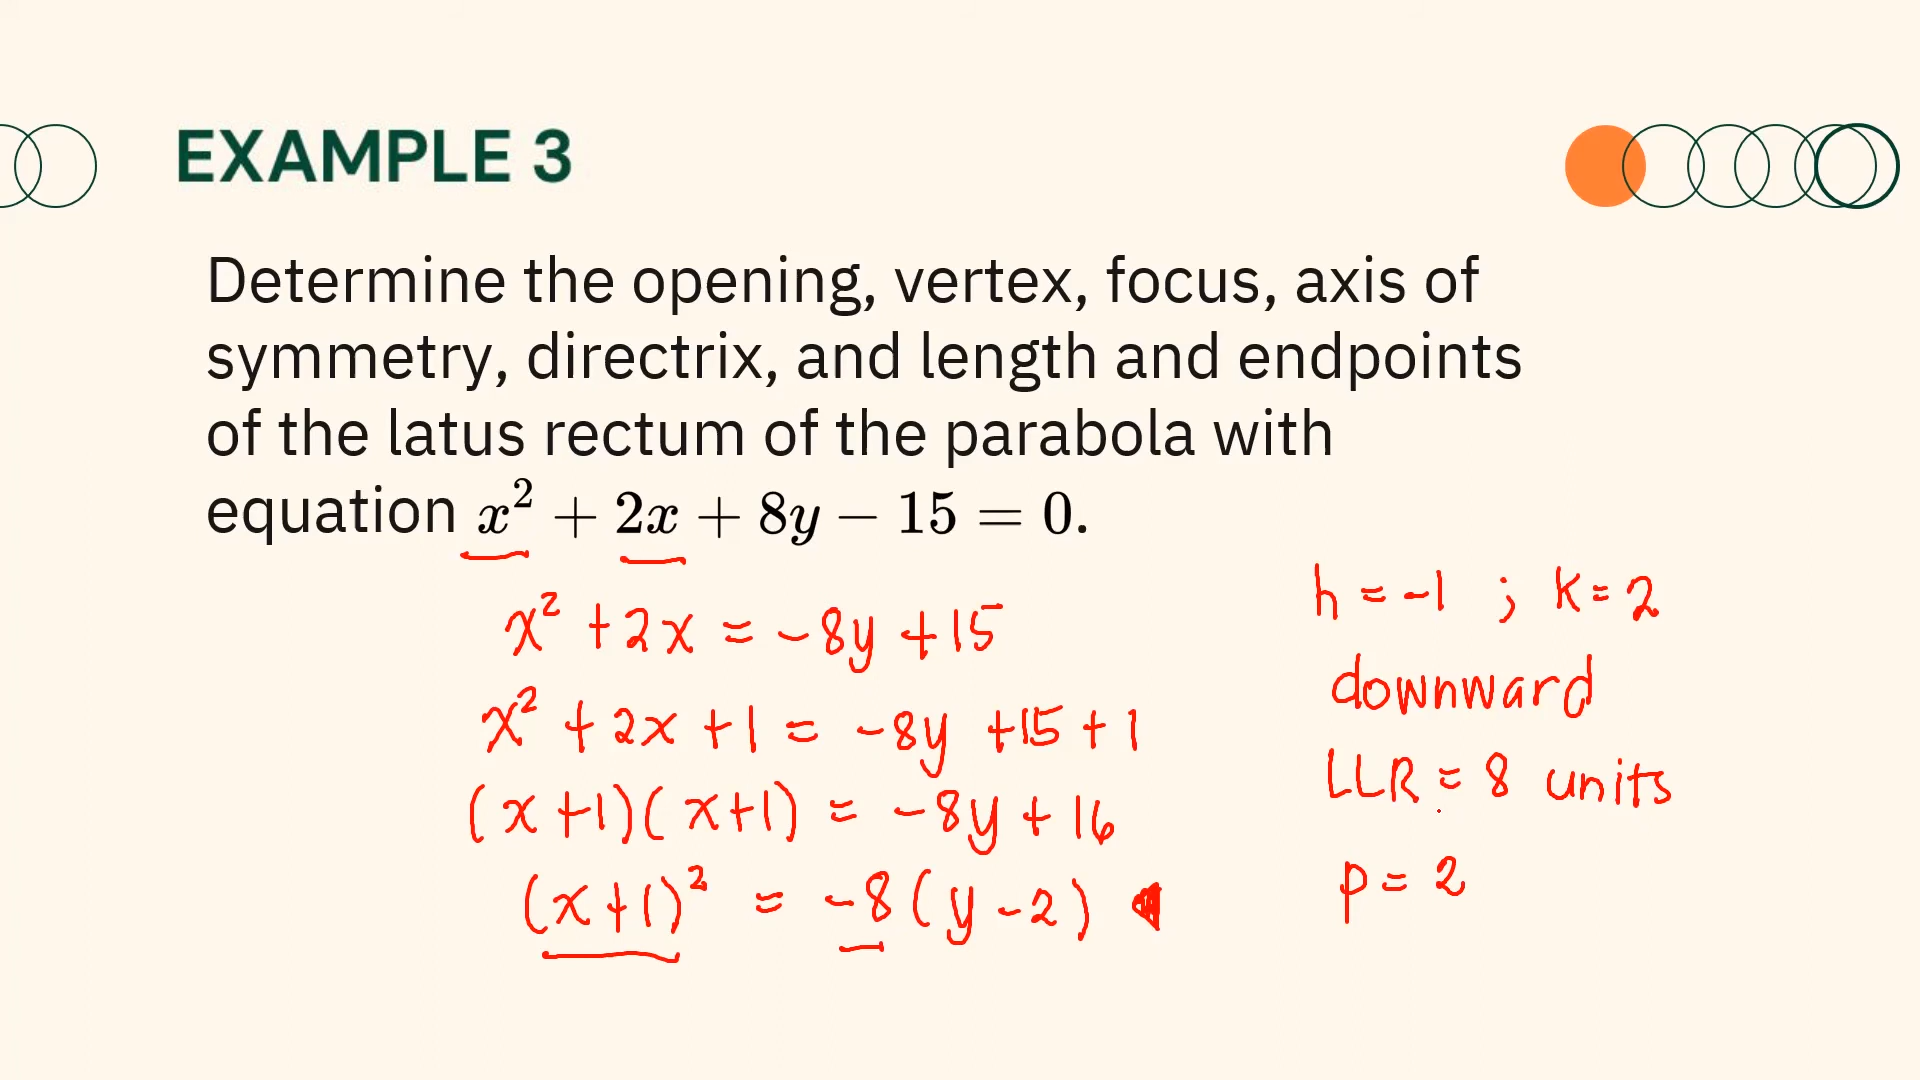 EXAMPLE 3
Determine the opening, vertex, focus, axis of
symmetry, directrix, and length and endpoints
of the latus rectum of the parabola with
equation x² + 2x + 8y − 15 = 0.
x² + 2x = -8y + 15
x² + 2x + 1 = -8y + 15 + 1
(x+1)(x+1) = -8y + 16
(x+1)² = -8(y-2)
h = -1 ; k = 2
downward
LLR = 8 units
p = 2